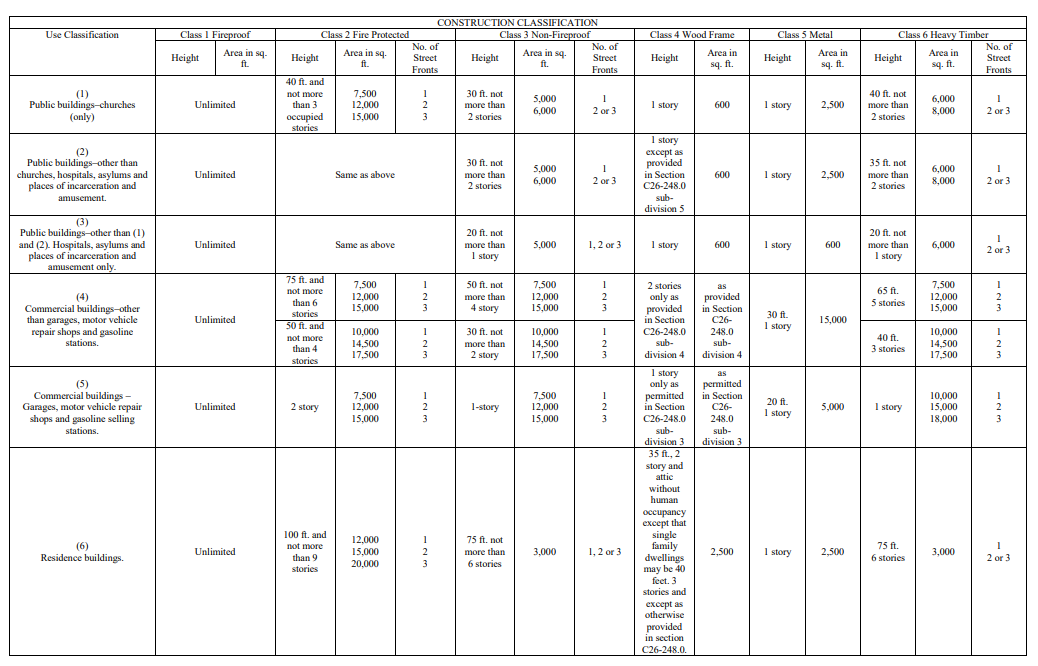 CONSTRUCTION CLASSIFICATION
Use Classification
Class 1 Fireproof
Class 2 Fire Protected
Class 3 Non-Fireproof
Class 4 Wood Frame
Class 5 Metal
Class 6 Heavy Timber
Height
Area in sq.
ft.
Height
Area in sq.
ft.
No. of
Street
Fronts
Height
Area in sq.
ft.
No. of
Street
Fronts
Height
Area in
sq. ft.
Height
Area in
sq. ft.
Height
Area in
sq. ft.
No. of
Street
Fronts
(1)
Public buildings–churches
(only)
Unlimited
40 ft. and
not more
than 3
occupied
stories
7,500
12,000
15,000
1
2
3
30 ft. not
more than
2 stories
5,000
6,000
1
2 or 3
1 story
600
1 story
2,500
40 ft. not
more than
2 stories
6,000
8,000
1
2 or 3
(2)
Public buildings–other than
churches, hospitals, asylums and
places of incarceration and
amusement.
Unlimited
Same as above
30 ft. not
more than
2 stories
5,000
6,000
1
2 or 3
1 story
except as
provided
in Section
C26-248.0
sub-
division 5
600
1 story
2,500
35 ft. not
more than
2 stories
6,000
8,000
1
2 or 3
(3)
Public buildings–other than (1)
and (2). Hospitals, asylums and
places of incarceration and
amusement only.
Unlimited
Same as above
20 ft. not
more than
1 story
5,000
1, 2 or 3
1 story
600
1 story
600
20 ft. not
more than
1 story
6,000
1
2 or 3
(4)
Commercial buildings–other
than garages, motor vehicle
repair shops and gasoline
stations.
Unlimited
75 ft. and
not more
than 6
stories
7,500
12,000
15,000
1
2
3
50 ft. not
more than
4 story
7,500
12,000
15,000
1
2
3
2 stories
only as
provided
in Section
C26-248.0
sub-
division 4
as
provided
in Section
C26-
248.0
sub-
division 4
30 ft.
1 story
15,000
65 ft.
5 stories
7,500
12,000
15,000
1
2
3
50 ft. and
not more
than 4
stories
10,000
14,500
17,500
1
2
3
30 ft. not
more than
2 story
10,000
14,500
17,500
1
2
3
40 ft.
3 stories
10,000
14,500
17,500
1
2
3
(5)
Commercial buildings –
Garages, motor vehicle repair
shops and gasoline selling
stations.
Unlimited
2 story
7,500
12,000
15,000
1
2
3
1-story
7,500
12,000
15,000
1
2
3
1 story
only as
permitted
in Section
C26-248.0
sub-
division 3
as
permitted
in Section
C26-
248.0
sub-
division 3
20 ft.
1 story
5,000
1 story
10,000
15,000
18,000
1
2
3
(6)
Residence buildings.
Unlimited
100 ft. and
not more
than 9
stories
12,000
15,000
20,000
1
2
3
75 ft. not
more than
6 stories
3,000
1, 2 or 3
35 ft., 2
story and
attic
without
human
occupancy
except that
single
family
dwellings
may be 40
feet. 3
stories and
except as
otherwise
provided
in section
C26-248.0.
2,500
1 story
2,500
75 ft.
6 stories
3,000
1
2 or 3